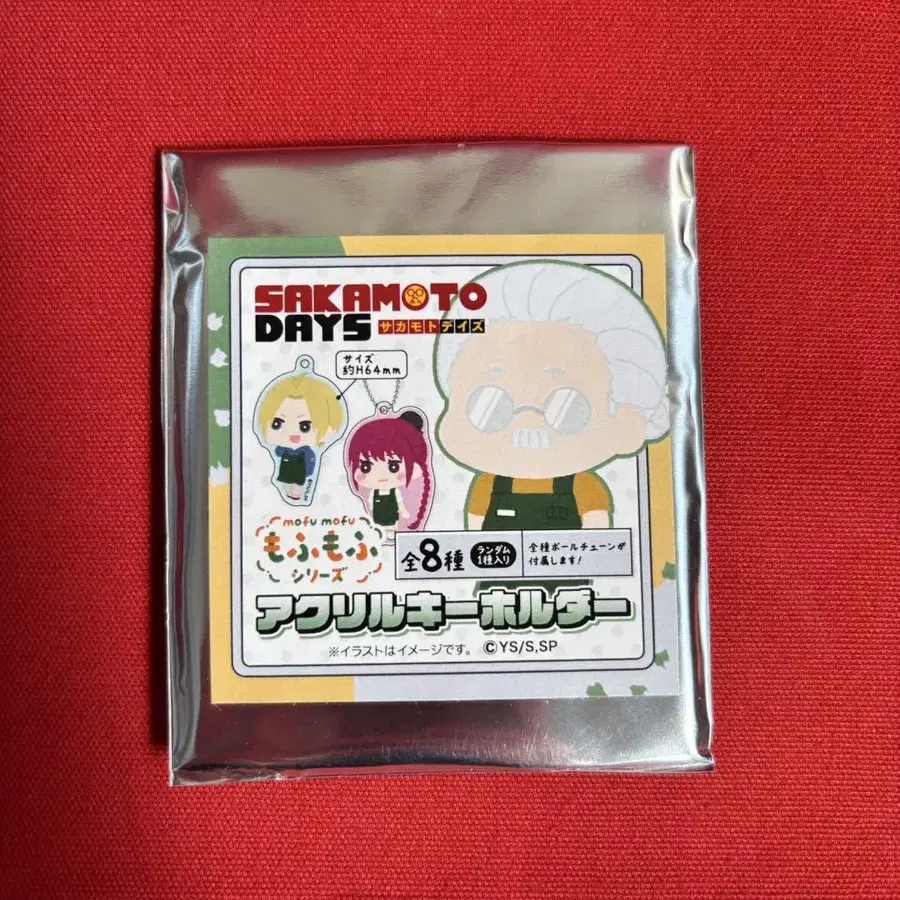 SAKAMOTO
DAYS サカモトデイズ
サイズ
約H64mm
mofu mofu
もふもふ
シリーズ
全8種
ランダム
1種入り
全種ボールチェーンが
付属します!
アクリルキーホルダー
※イラストはイメージです。 ©YS/S,SP